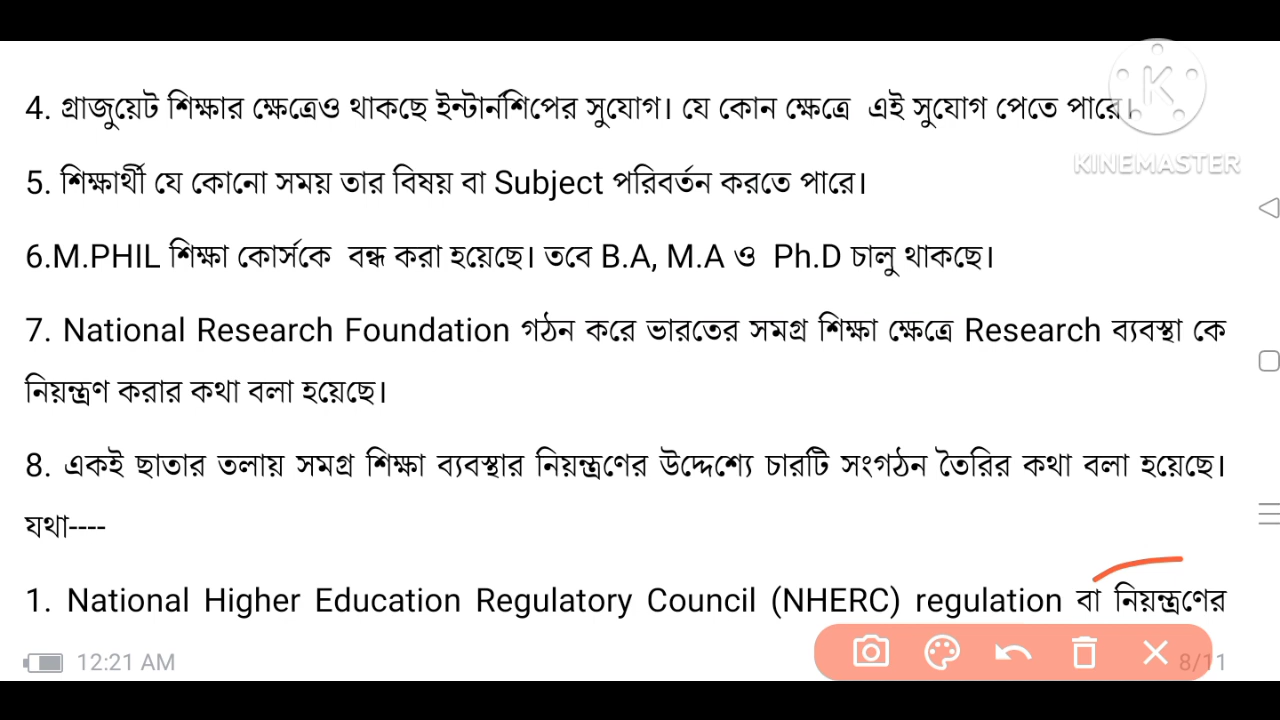 4. গ্রাজুয়েট শিক্ষার ক্ষেত্রেও থাকছে ইন্টার্নশিপের সুযোগ। যে কোন ক্ষেত্রে এই সুযোগ পেতে পারে।
KINEMASTER
5. শিক্ষার্থী যে কোনো সময় তার বিষয় বা Subject পরিবর্তন করতে পারে।
6.M.PHIL শিক্ষা কোর্সকে বন্ধ করা হয়েছে। তবে B.A, M.A ও Ph.D চালু থাকছে।
7. National Research Foundation গঠন করে ভারতের সমগ্র শিক্ষা ক্ষেত্রে Research ব্যবস্থা কে
নিয়ন্ত্রণ করার কথা বলা হয়েছে।
8. একই ছাতার তলায় সমগ্র শিক্ষা ব্যবস্থার নিয়ন্ত্রণের উদ্দেশ্যে চারটি সংগঠন তৈরির কথা বলা হয়েছে।
যথা----
1. National Higher Education Regulatory Council (NHERC) regulation বা নিয়ন্ত্রণের
12:21 AM
8/11